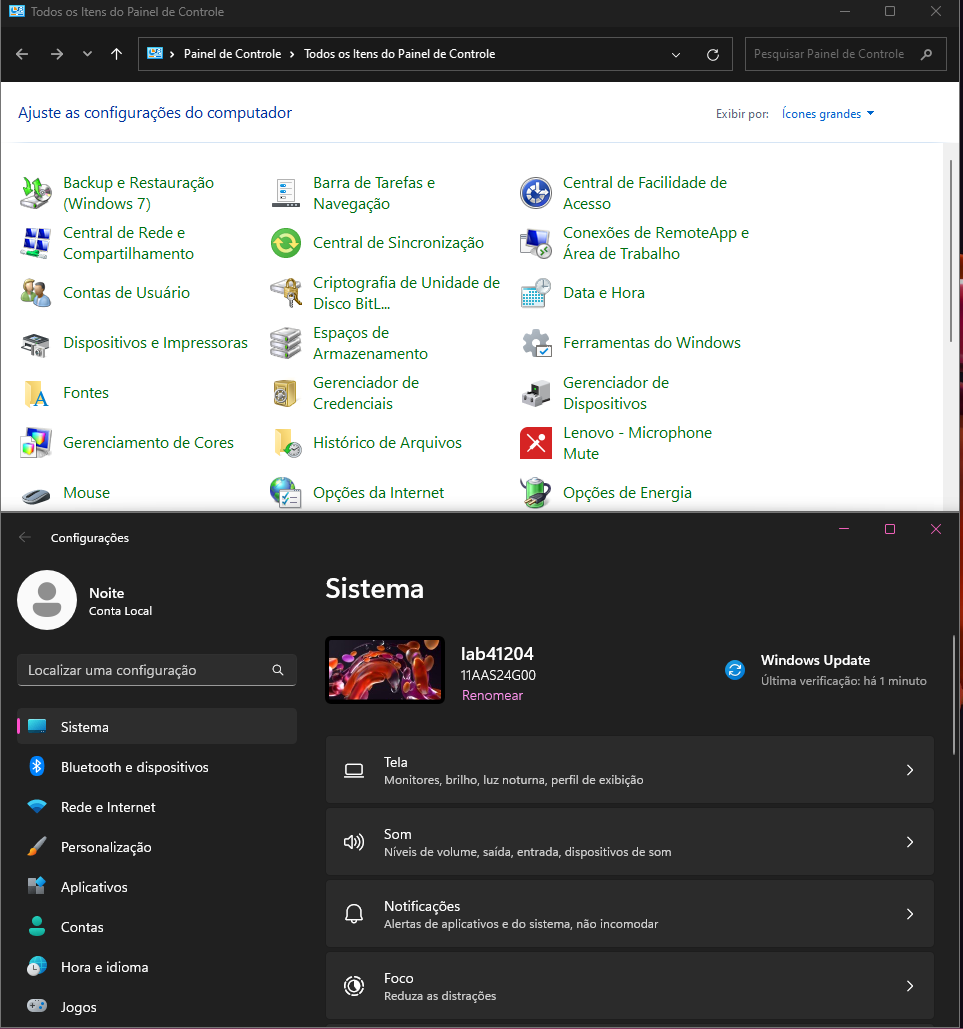 Todos os Itens do Painel de Controle
Painel de Controle > Todos os Itens do Painel de Controle
Pesquisar Painel de Controle
Ajuste as configurações do computador
Exibir por: Ícones grandes
Backup e Restauração
(Windows 7)
Barra de Tarefas e
Navegação
Central de Facilidade de
Acesso
Central de Rede e
Compartilhamento
Central de Sincronização
Conexões de RemoteApp e
Área de Trabalho
Contas de Usuário
Criptografia de Unidade de
Disco BitL...
Data e Hora
Dispositivos e Impressoras
Espaços de
Armazenamento
Ferramentas do Windows
Fontes
Gerenciador de
Credenciais
Gerenciador de
Dispositivos
Gerenciamento de Cores
Histórico de Arquivos
Lenovo - Microphone
Mute
Mouse
Opções da Internet
Opções de Energia
Configurações
Noite
Conta Local
Localizar uma configuração
Sistema
Bluetooth e dispositivos
Rede e Internet
Personalização
Aplicativos
Contas
Hora e idioma
Jogos
Sistema
lab41204
11AAS24G00
Renomear
Windows Update
Última verificação: há 1 minuto
Tela
Monitores, brilho, luz noturna, perfil de exibição
Som
Níveis de volume, saída, entrada, dispositivos de som
Notificações
Alertas de aplicativos e do sistema, não incomodar
Foco
Reduza as distrações